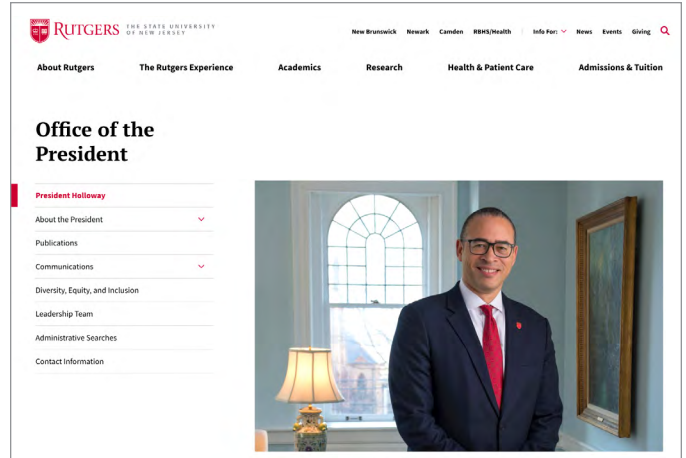 RUTGERS
THE STATE UNIVERSITY
OF NEW JERSEY
New Brunswick Newark Camden RBHS/Health Info For: News Events Giving
About Rutgers The Rutgers Experience Academics Research Health & Patient Care Admissions & Tuition
Office of the
President
President Holloway
About the President
Publications
Communications
Diversity, Equity, and Inclusion
Leadership Team
Administrative Searches
Contact Information